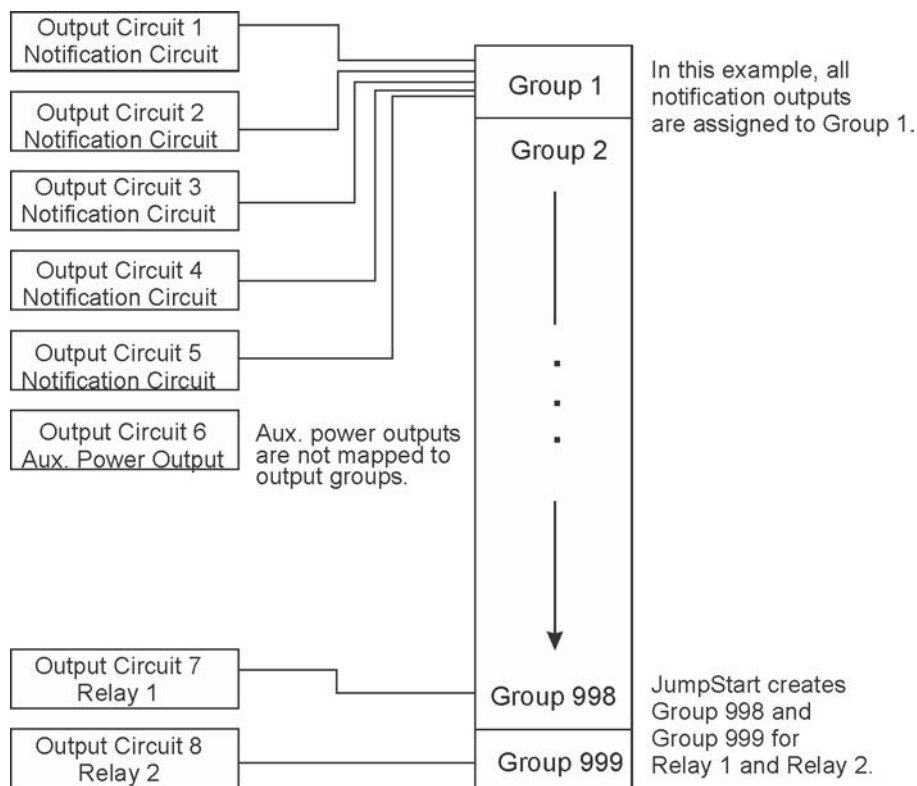 Output Circuit 1
Notification Circuit
Output Circuit 2
Notification Circuit
Output Circuit 3
Notification Circuit
Output Circuit 4
Notification Circuit
Output Circuit 5
Notification Circuit
Output Circuit 6
Aux. Power Output
Aux. power outputs
are not mapped to
output groups.
Output Circuit 7
Relay 1
Output Circuit 8
Relay 2
Group 1
Group 2
Group 998
Group 999
In this example, all
notification outputs
are assigned to Group 1.
JumpStart creates
Group 998 and
Group 999 for
Relay 1 and Relay 2.